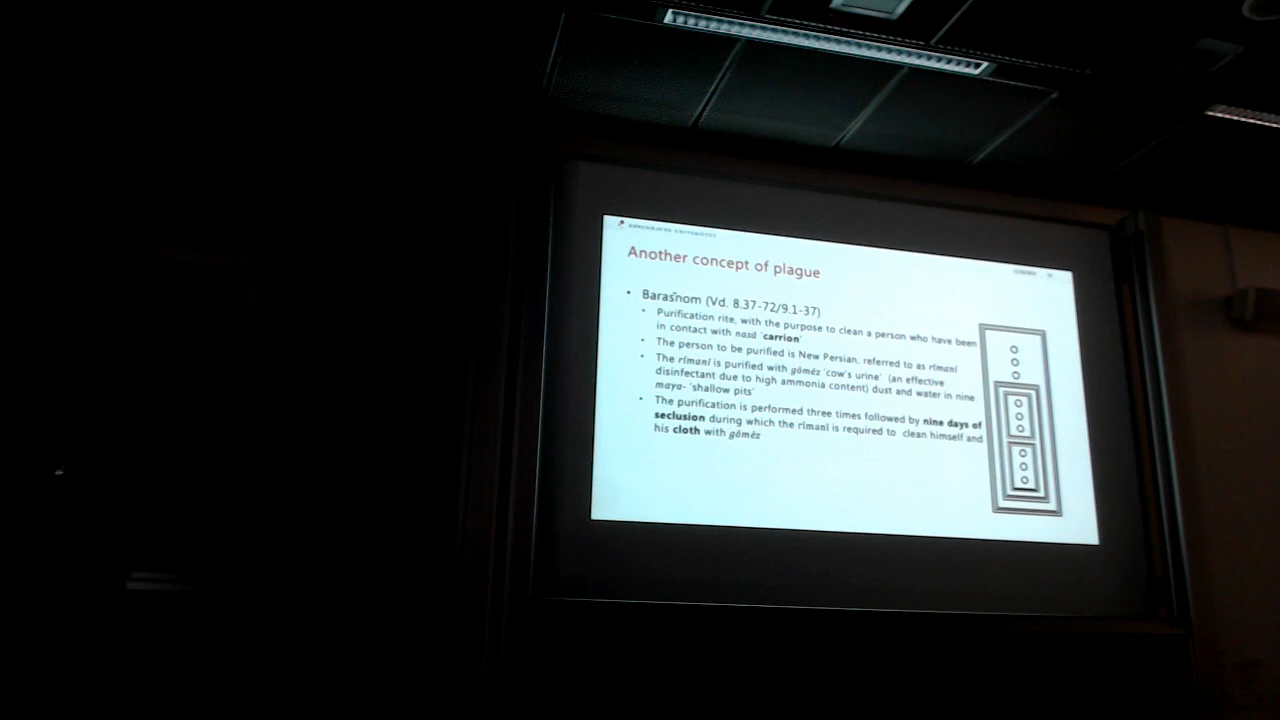 Another concept of plague
• Barašnom (Vd. 8.37-72/9.1-37)
• Purification rite, with the purpose to clean a person who have been
in contact with nasā 'carrion'
• The person to be purified is New Persian, referred to as rīmanī
• The rīmanī is purified with gōmēz 'cow's urine' (an effective
disinfectant due to high ammonia content) dust and water in nine
maya- 'shallow pits'
• The purification is performed three times followed by nine days of
seclusion during which the rīmanī is required to clean himself and
his cloth with gōmēz